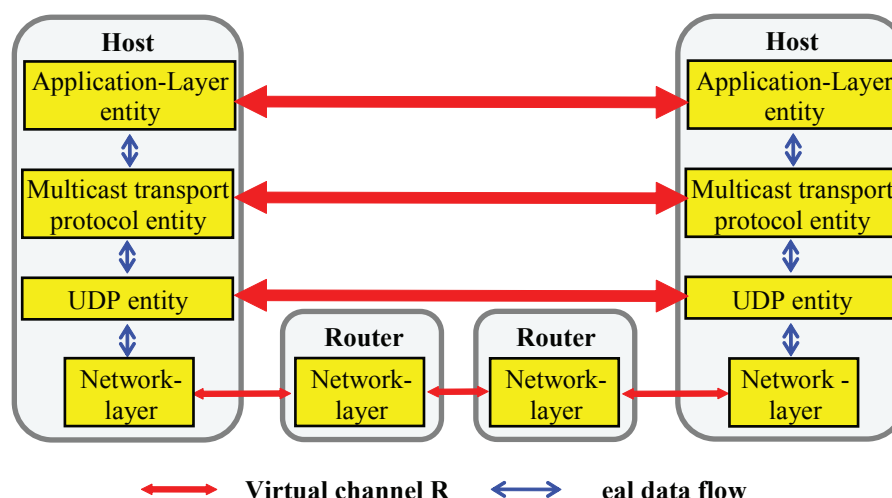 Host
Application-Layer
entity
Multicast transport
protocol entity
UDP entity
Network-
layer
Router
Network-
layer
Router
Network-
layer
Host
Application-Layer
entity
Multicast transport
protocol entity
UDP entity
Network -
layer
Virtual channel R
eal data flow